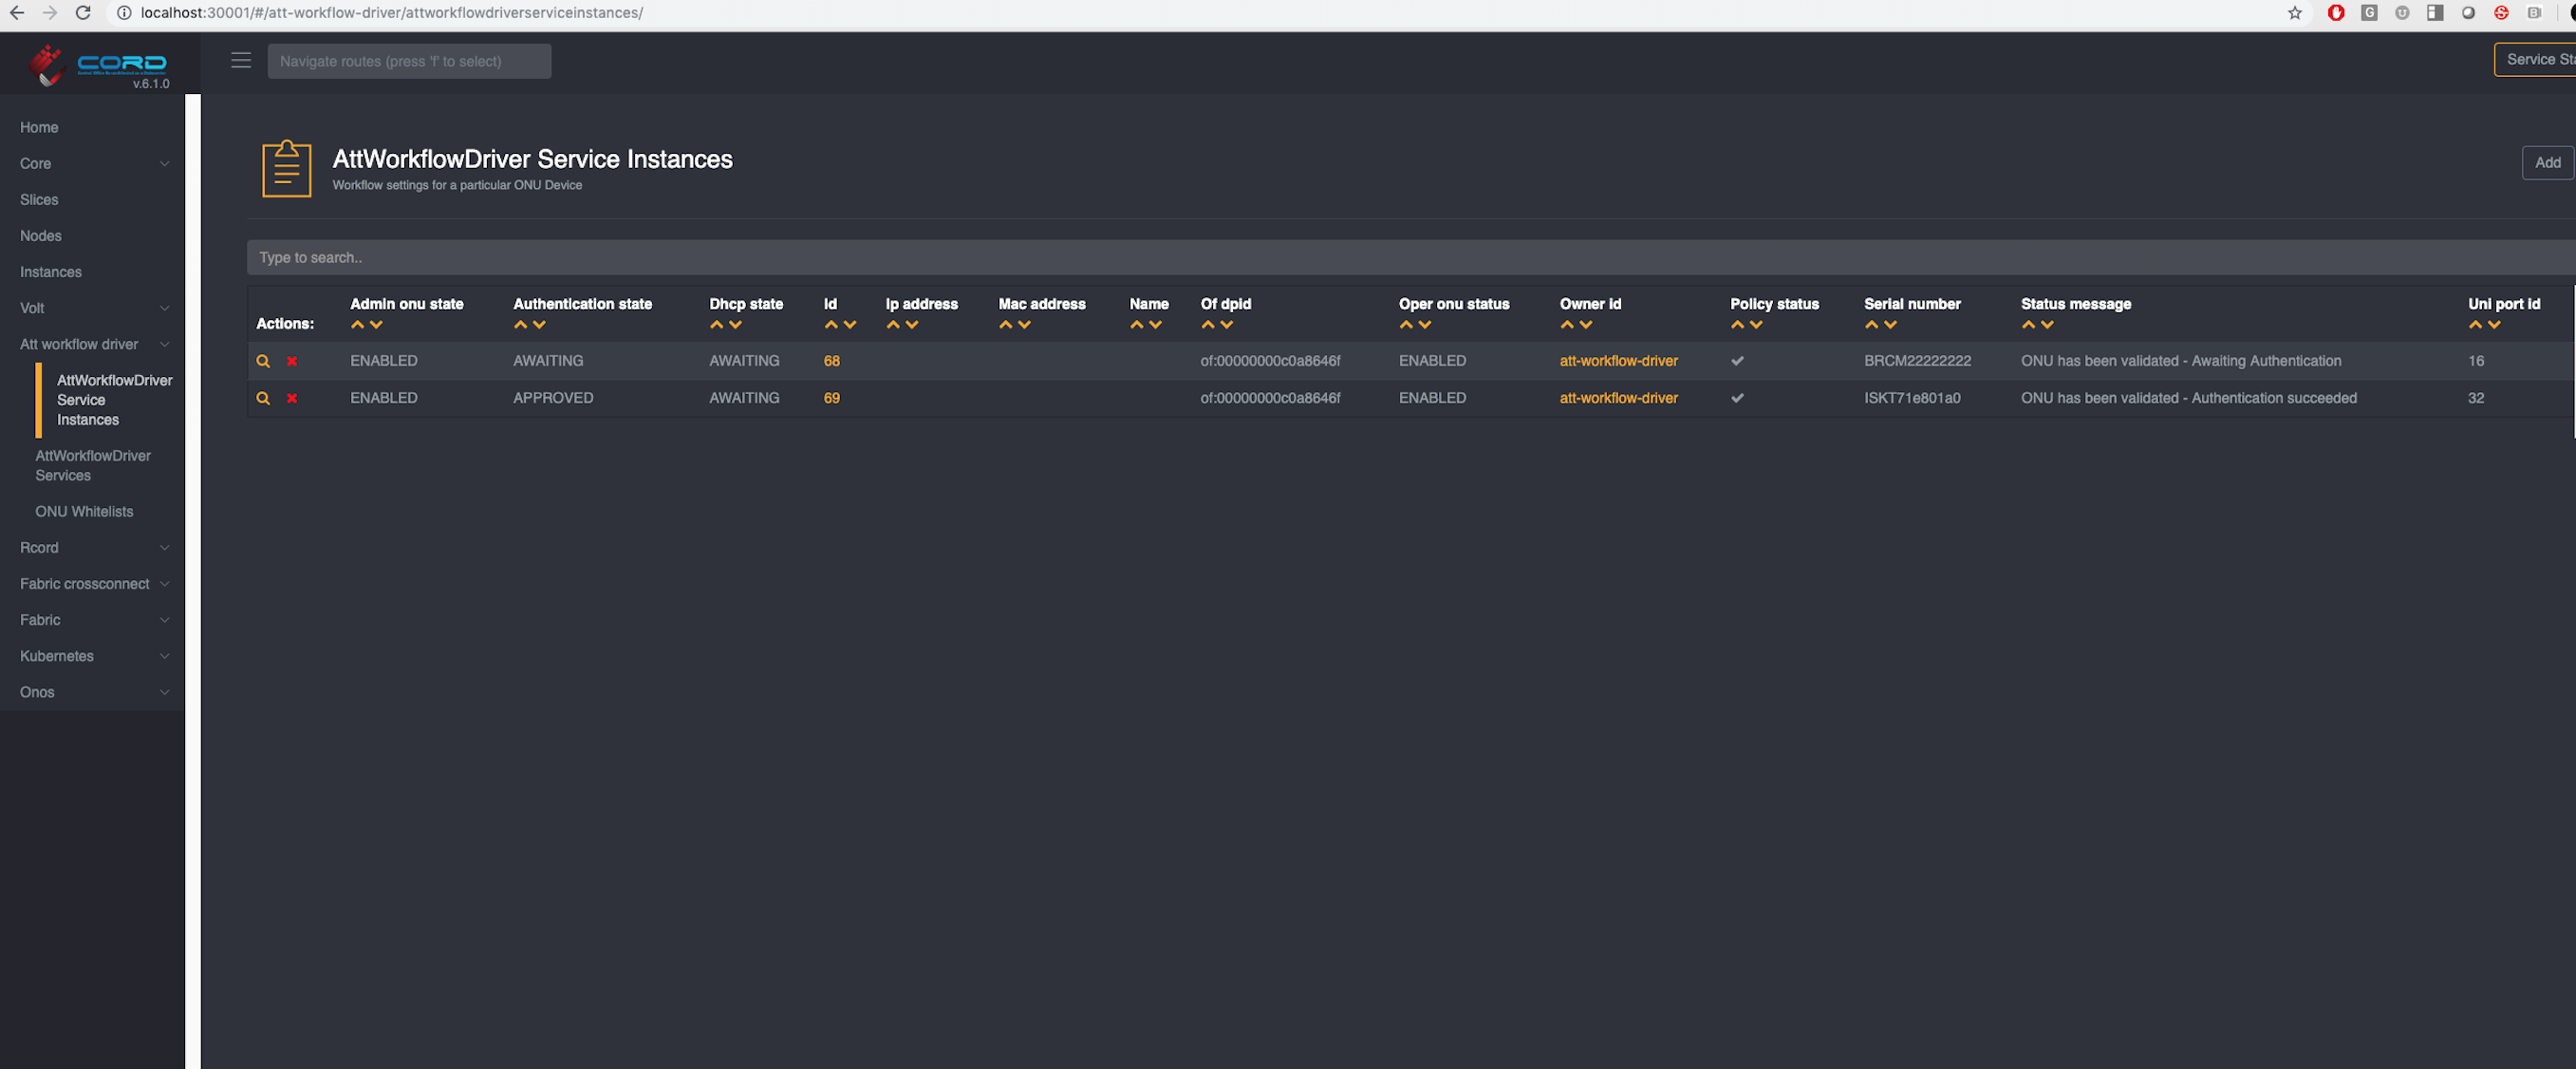 localhost:30001/#/att-workflow-driver/attworkflowdriverserviceinstances/
CORD
v.6.1.0
Navigate routes (press 'f' to select)
Service Sta
Home
Core
Slices
Nodes
Instances
Volt
Att workflow driver
AttWorkflowDriver
Service
Instances
AttWorkflowDriver
Services
ONU Whitelists
Rcord
Fabric crossconnect
Fabric
Kubernetes
Onos
AttWorkflowDriver Service Instances
Workflow settings for a particular ONU Device
Add
Type to search..
Actions: Admin onu state Authentication state Dhcp state Id Ip address Mac address Name Of dpid Oper onu status Owner id Policy status Serial number Status message Uni port id
ENABLED AWAITING AWAITING 68 of:00000000c0a8646f ENABLED att-workflow-driver BRCM22222222 ONU has been validated - Awaiting Authentication 16
ENABLED APPROVED AWAITING 69 of:00000000c0a8646f ENABLED att-workflow-driver ISKT71e801a0 ONU has been validated - Authentication succeeded 32